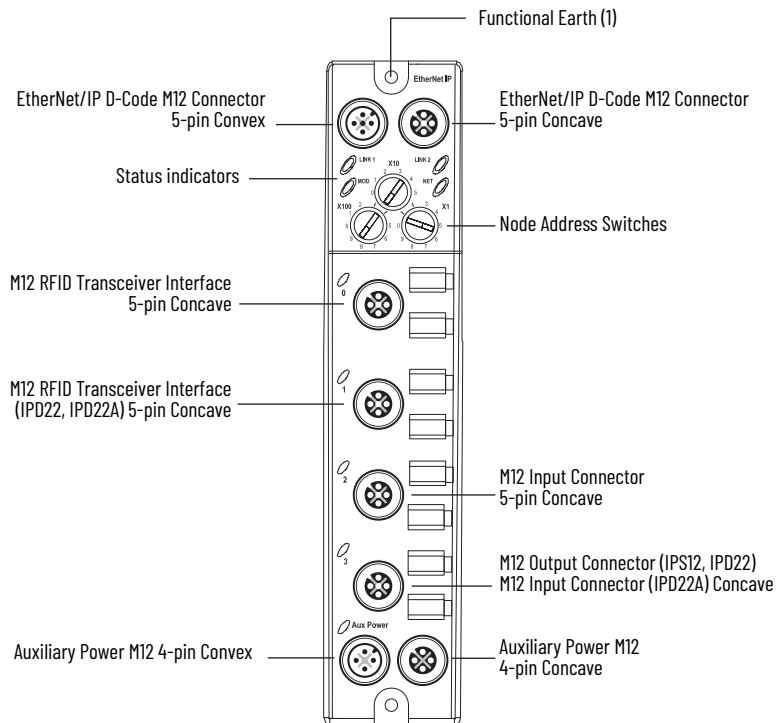 Functional Earth (1)
EtherNet/IP
EtherNet/IP D-Code M12 Connector
5-pin Convex
EtherNet/IP D-Code M12 Connector
5-pin Concave
LINK 1
LINK 2
X10
Status indicators
MOD
NET
X100
X1
Node Address Switches
M12 RFID Transceiver Interface
5-pin Concave
0
M12 RFID Transceiver Interface
(IPD22, IPD22A) 5-pin Concave
1
2
M12 Input Connector
5-pin Concave
3
M12 Output Connector (IPS12, IPD22)
M12 Input Connector (IPD22A) Concave
Aux Power
Auxiliary Power M12 4-pin Convex
Auxiliary Power M12
4-pin Concave